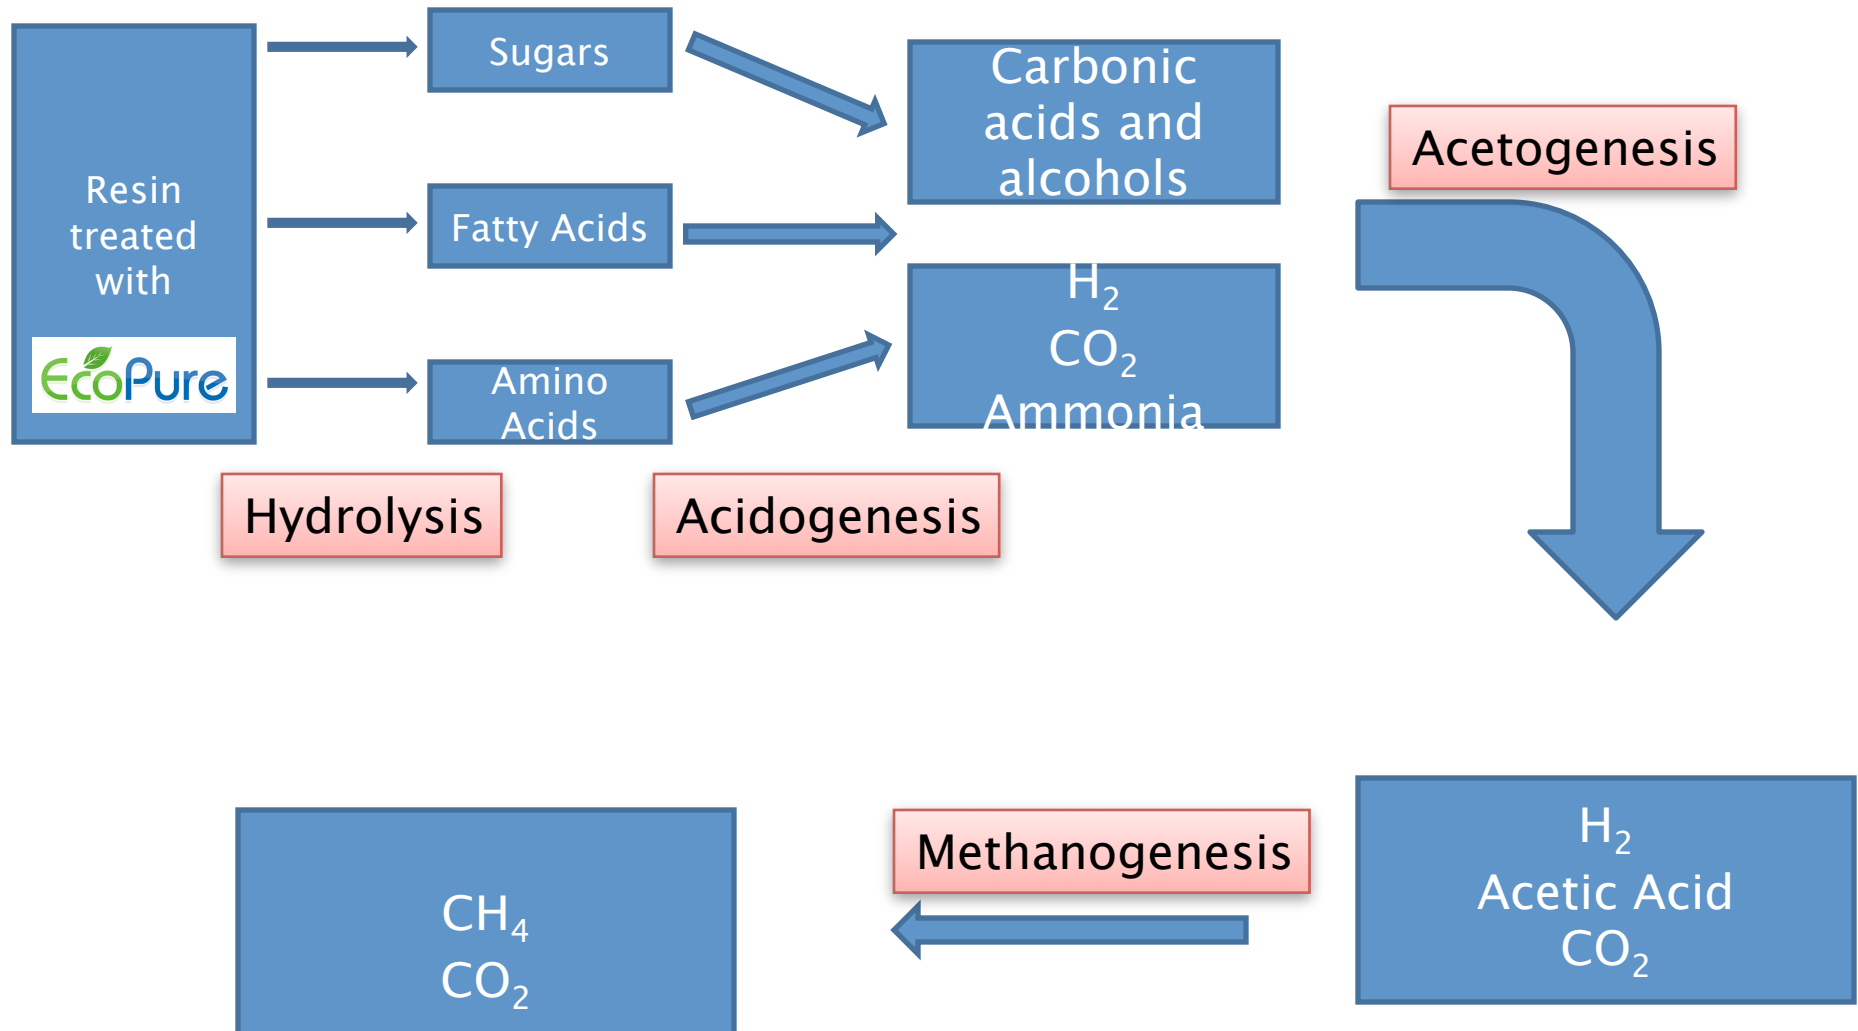 Resin
treated
with
EcoPure
Sugars
Fatty Acids
Amino
Acids
Hydrolysis
Acidogenesis
Carbonic
acids and
alcohols
H₂
CO₂
Ammonia
Acetogenesis
H₂
Acetic Acid
CO₂
Methanogenesis
CH₄
CO₂